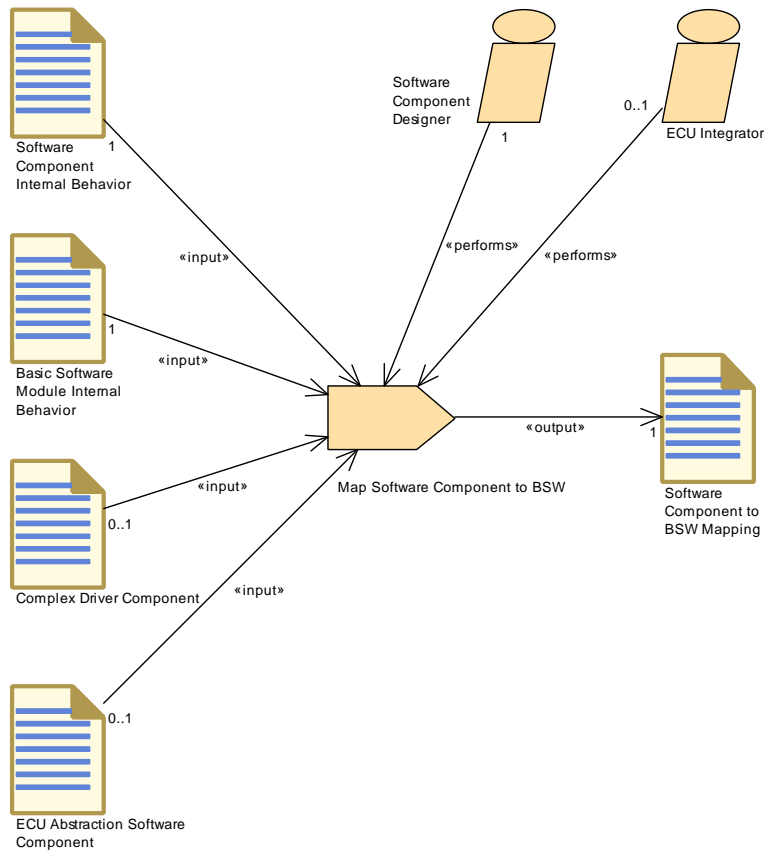 Software
Component
Designer
1
0..1
ECU Integrator
Software
Component
Internal Behavior
1
«input»
«performs»
«performs»
Basic Software
Module Internal
Behavior
1
«input»
Map Software Component to BSW
«output»
1
Software
Component to
BSW Mapping
Complex Driver Component
0..1
«input»
«input»
ECU Abstraction Software
Component
0..1